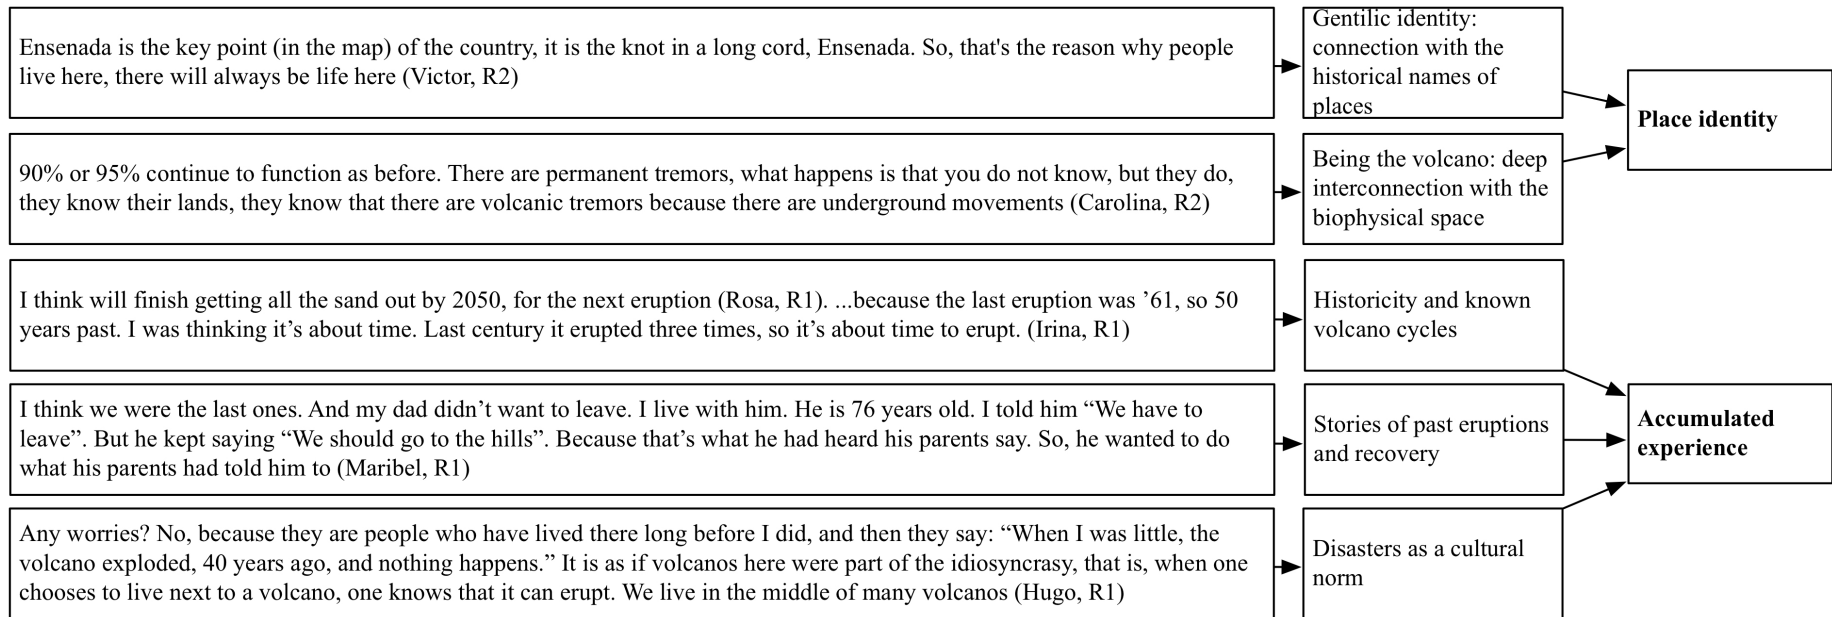 Ensenada is the key point (in the map) of the country, it is the knot in a long cord, Ensenada. So, that's the reason why people
live here, there will always be life here (Victor, R2)
Gentilic identity:
connection with the
historical names of
places
Place identity
90% or 95% continue to function as before. There are permanent tremors, what happens is that you do not know, but they do,
they know their lands, they know that there are volcanic tremors because there are underground movements (Carolina, R2)
Being the volcano: deep
interconnection with the
biophysical space
I think will finish getting all the sand out by 2050, for the next eruption (Rosa, R1). ...because the last eruption was ’61, so 50
years past. I was thinking it’s about time. Last century it erupted three times, so it’s about time to erupt. (Irina, R1)
Historicity and known
volcano cycles
I think we were the last ones. And my dad didn’t want to leave. I live with him. He is 76 years old. I told him “We have to
leave”. But he kept saying “We should go to the hills”. Because that’s what he had heard his parents say. So, he wanted to do
what his parents had told him to (Maribel, R1)
Stories of past eruptions
and recovery
Accumulated
experience
Any worries? No, because they are people who have lived there long before I did, and then they say: “When I was little, the
volcano exploded, 40 years ago, and nothing happens.” It is as if volcanos here were part of the idiosyncrasy, that is, when one
chooses to live next to a volcano, one knows that it can erupt. We live in the middle of many volcanos (Hugo, R1)
Disasters as a cultural
norm